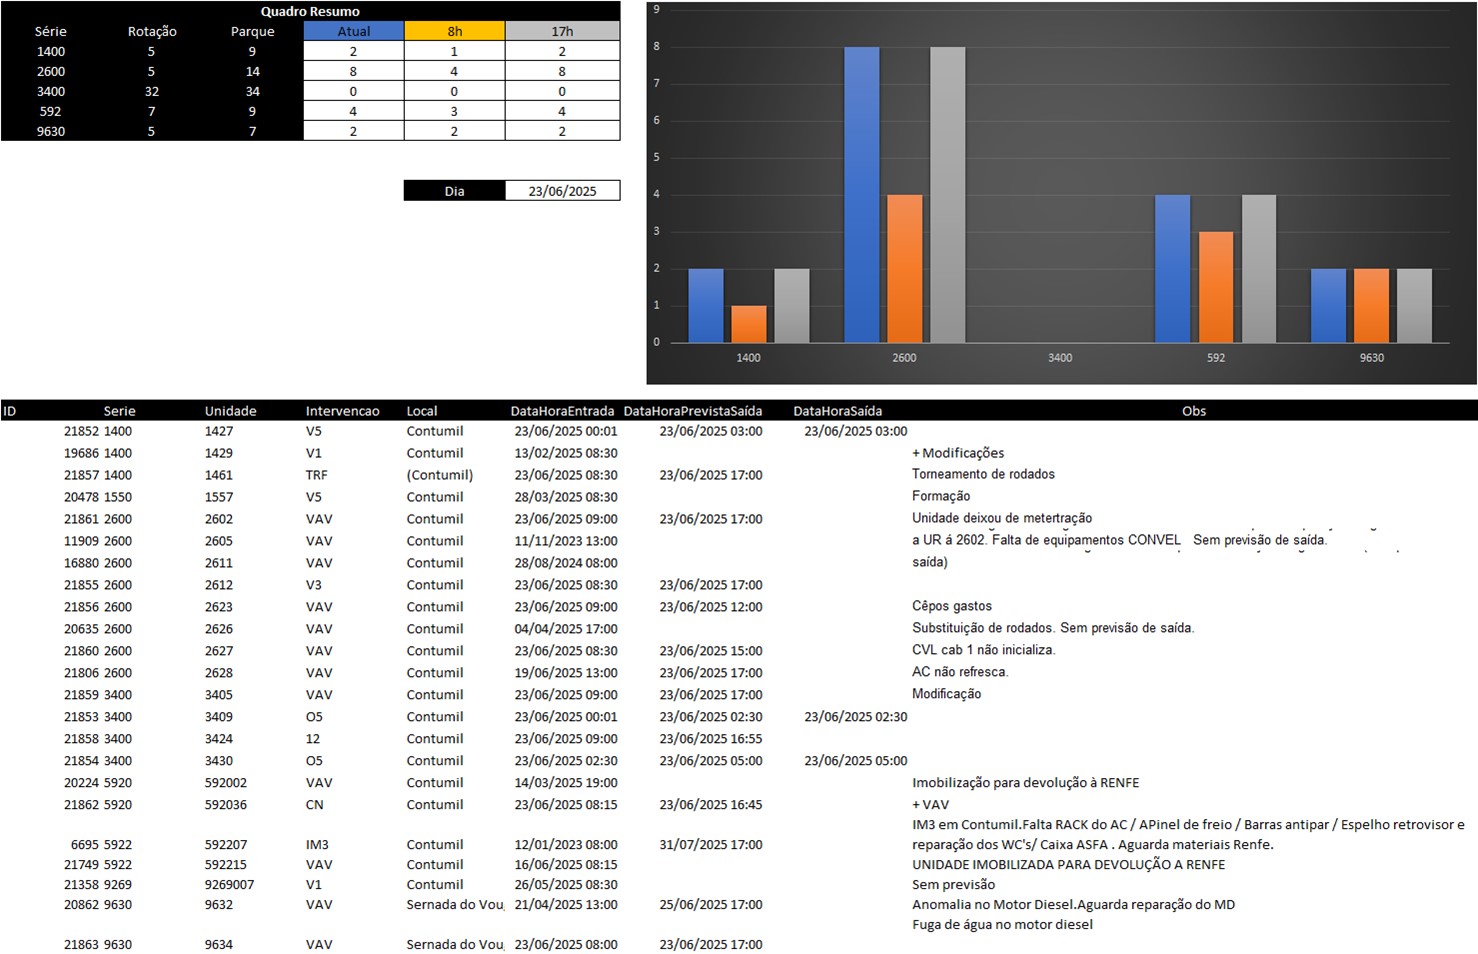 Quadro Resumo
Série Rotação Parque Atual 8h 17h
1400 5 9 2 1 2
2600 5 14 8 4 8
3400 32 34 0 0 0
592 7 9 4 3 4
9630 5 7 2 2 2
Dia 23/06/2025
9
8
7
6
5
4
3
2
1
0
1400 2600 3400 592 9630
ID Serie Unidade Intervencao Local DataHoraEntrada DataHoraPrevistaSaída DataHoraSaída Obs
21852 1400 1427 V5 Contumil 23/06/2025 00:01 23/06/2025 03:00 23/06/2025 03:00
19686 1400 1429 V1 Contumil 13/02/2025 08:30 + Modificações
21857 1400 1461 TRF (Contumil) 23/06/2025 08:30 23/06/2025 17:00 Torneamento de rodados
20478 1550 1557 V5 Contumil 28/03/2025 08:30 Formação
21861 2600 2602 VAV Contumil 23/06/2025 09:00 23/06/2025 17:00 Unidade deixou de metertração
11909 2600 2605 VAV Contumil 11/11/2023 13:00 a UR á 2602. Falta de equipamentos CONVEL Sem previsão de saída.
16880 2600 2611 VAV Contumil 28/08/2024 08:00 saída)
21855 2600 2612 V3 Contumil 23/06/2025 08:30 23/06/2025 17:00
21856 2600 2623 VAV Contumil 23/06/2025 09:00 23/06/2025 12:00 Cêpos gastos
20635 2600 2626 VAV Contumil 04/04/2025 17:00 Substituição de rodados. Sem previsão de saída.
21860 2600 2627 VAV Contumil 23/06/2025 08:30 23/06/2025 15:00 CVL cab 1 não inicializa.
21806 2600 2628 VAV Contumil 19/06/2025 13:00 23/06/2025 17:00 AC não refresca.
21859 3400 3405 VAV Contumil 23/06/2025 09:00 23/06/2025 17:00 Modificação
21853 3400 3409 O5 Contumil 23/06/2025 00:01 23/06/2025 02:30 23/06/2025 02:30
21858 3400 3424 12 Contumil 23/06/2025 09:00 23/06/2025 16:55
21854 3400 3430 O5 Contumil 23/06/2025 02:30 23/06/2025 05:00 23/06/2025 05:00
20224 5920 592002 VAV Contumil 14/03/2025 19:00 Imobilização para devolução à RENFE
21862 5920 592036 CN Contumil 23/06/2025 08:15 23/06/2025 16:45 + VAV
IM3 em Contumil.Falta RACK do AC / APinel de freio / Barras antipar / Espelho retrovisor e
6695 5922 592207 IM3 Contumil 12/01/2023 08:00 31/07/2025 17:00 reparação dos WC's/ Caixa ASFA . Aguarda materiais Renfe.
21749 5922 592215 VAV Contumil 16/06/2025 08:15 UNIDADE IMOBILIZADA PARA DEVOLUÇÃO A RENFE
21358 9269 9269007 V1 Contumil 26/05/2025 08:30 Sem previsão
20862 9630 9632 VAV Sernada do Vou 21/04/2025 13:00 25/06/2025 17:00 Anomalia no Motor Diesel.Aguarda reparação do MD
Fuga de água no motor diesel
21863 9630 9634 VAV Sernada do Vou 23/06/2025 08:00 23/06/2025 17:00